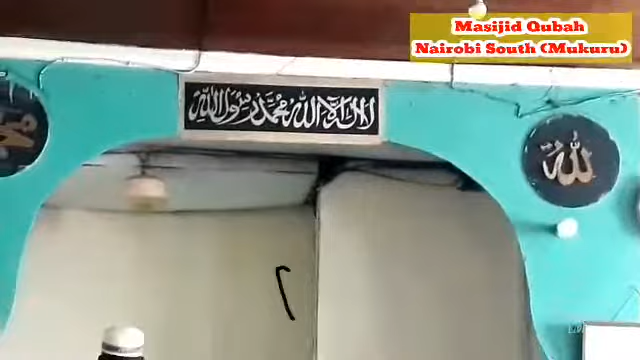 Masijid Qubah
Nairobi South (Mukuru)
لا إله إلا الله محمد رسول الله
الله